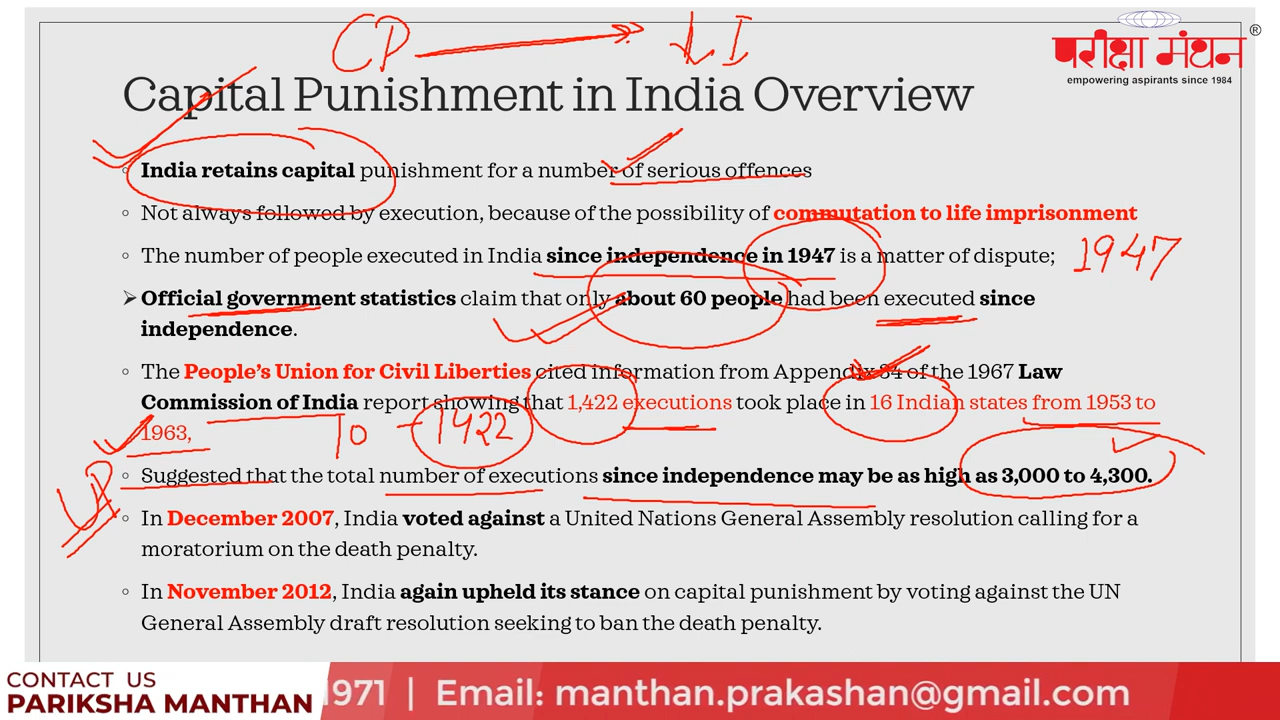 CP → LI
परीक्षा मंथन ®
empowering aspirants since 1984
Capital Punishment in India Overview
◦ India retains capital punishment for a number of serious offences
◦ Not always followed by execution, because of the possibility of commutation to life imprisonment
◦ The number of people executed in India since independence in 1947 is a matter of dispute;
1947
➤ Official government statistics claim that only about 60 people had been executed since
independence.
◦ The People's Union for Civil Liberties cited information from Appendix 34 of the 1967 Law
Commission of India report showing that 1,422 executions took place in 16 Indian states from 1953 to
1963,
10 - 1422
◦ Suggested that the total number of executions since independence may be as high as 3,000 to 4,300.
UP
◦ In December 2007, India voted against a United Nations General Assembly resolution calling for a
moratorium on the death penalty.
◦ In November 2012, India again upheld its stance on capital punishment by voting against the UN
General Assembly draft resolution seeking to ban the death penalty.
CONTACT US
PARIKSHA MANTHAN
1971 | Email: manthan.prakashan@gmail.com